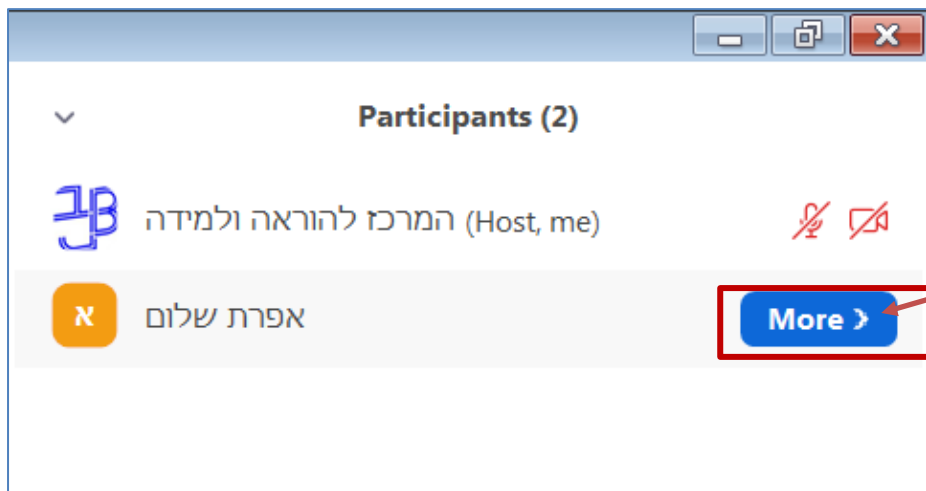 Participants (2)
המרכז להוראה ולמידה (Host, me)
א
אפרת שלום
More